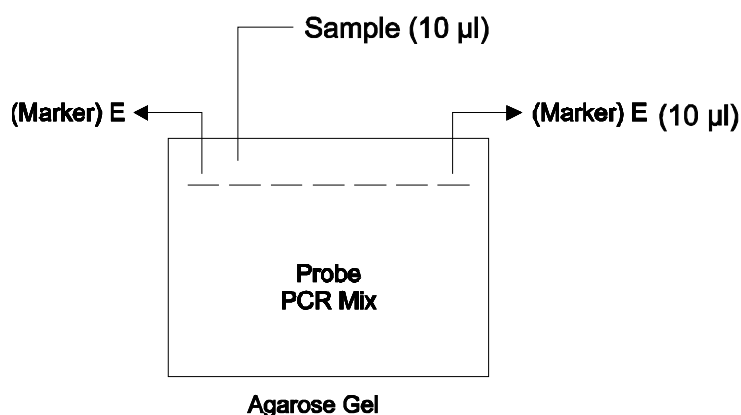 Sample (10 µl)
(Marker) E
(Marker) E (10 µl)
Probe
PCR Mix
Agarose Gel